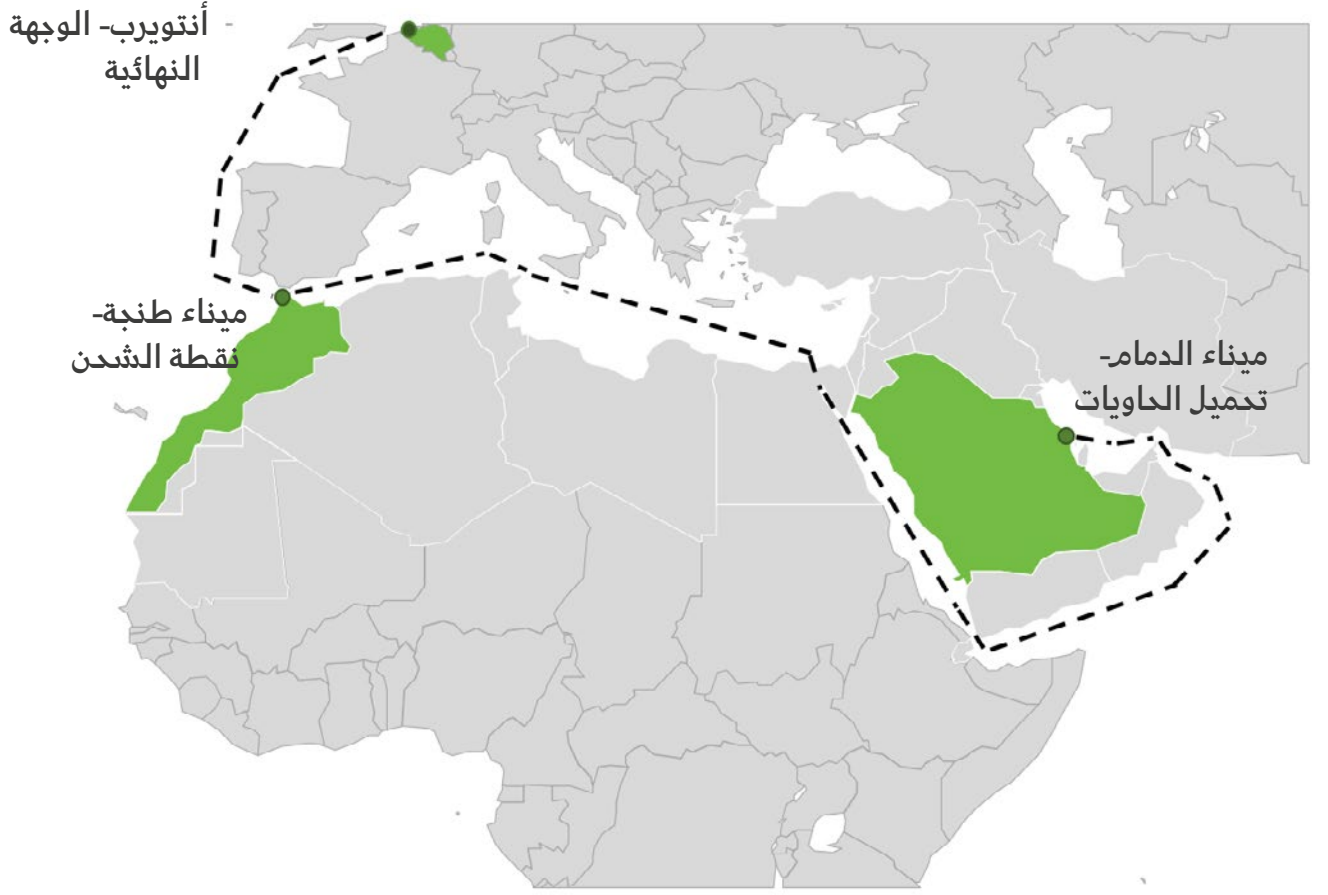 أنتويرب- الوجهة
النهائية
ميناء طنجة-
نقطة الشحن
ميناء الدمام-
تحميل الحاويات